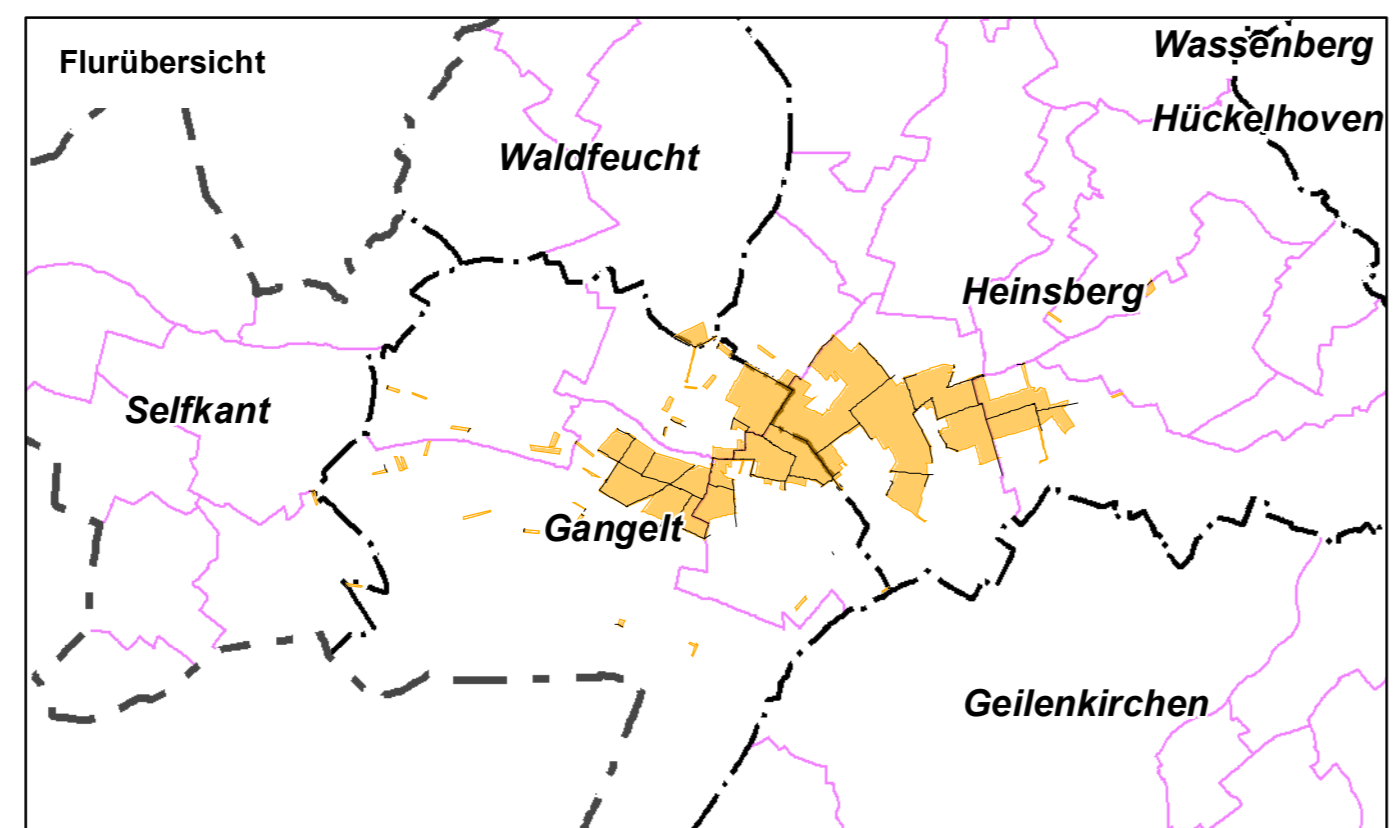 Flurübersicht
Wassenberg
Hückelhoven
Waldfeucht
Heinsberg
Selfkant
Gangelt
Geilenkirchen